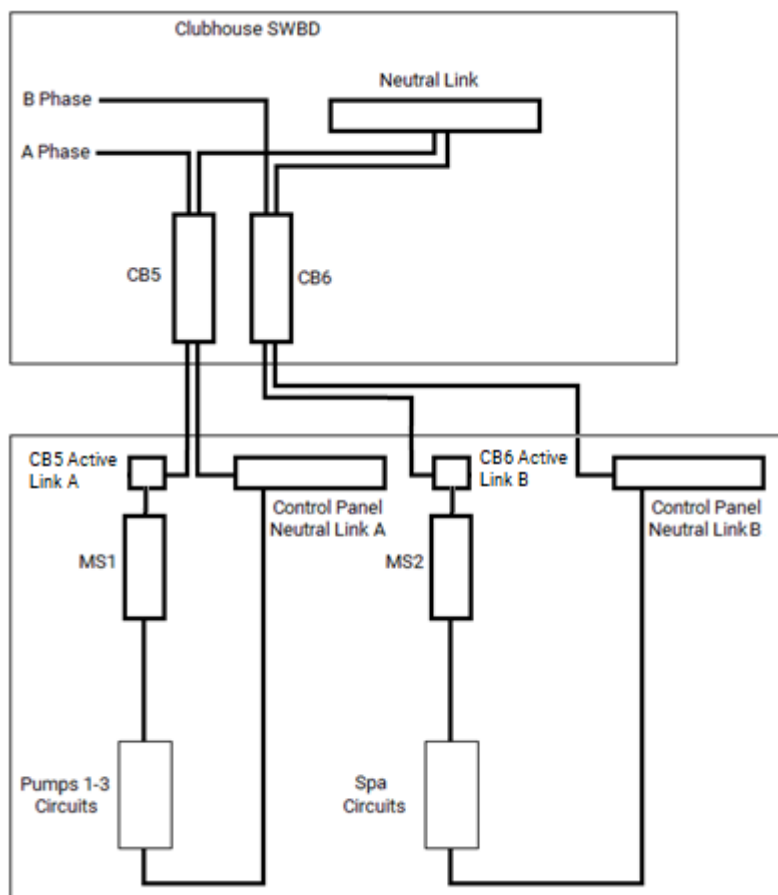 Clubhouse SWBD
Neutral Link
B Phase
A Phase
CB5
CB6
CB5 Active
Link A
CB6 Active
Link B
Control Panel
Neutral Link A
Control Panel
Neutral Link B
MS1
MS2
Pumps 1-3
Circuits
Spa
Circuits